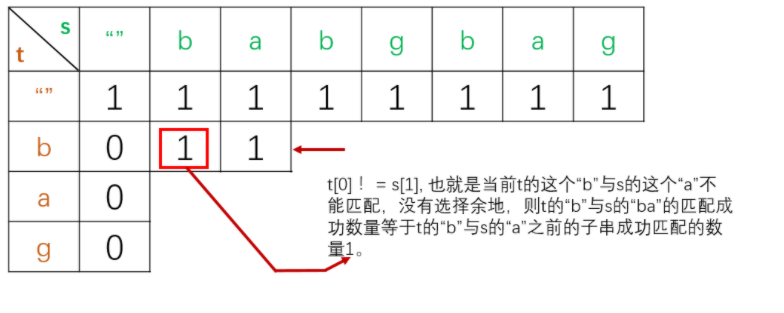 s “” b a b g b a g
t
“” 1 1 1 1 1 1 1 1
b 0 1 1
a 0
g 0
t[0]！= s[1], 也就是当前t的这个“b”与s的这个“a”不
能匹配，没有选择余地，则t的“b”与s的“ba”的匹配成
功数量等于t的“b”与s的“a”之前的子串成功匹配的数
量1。